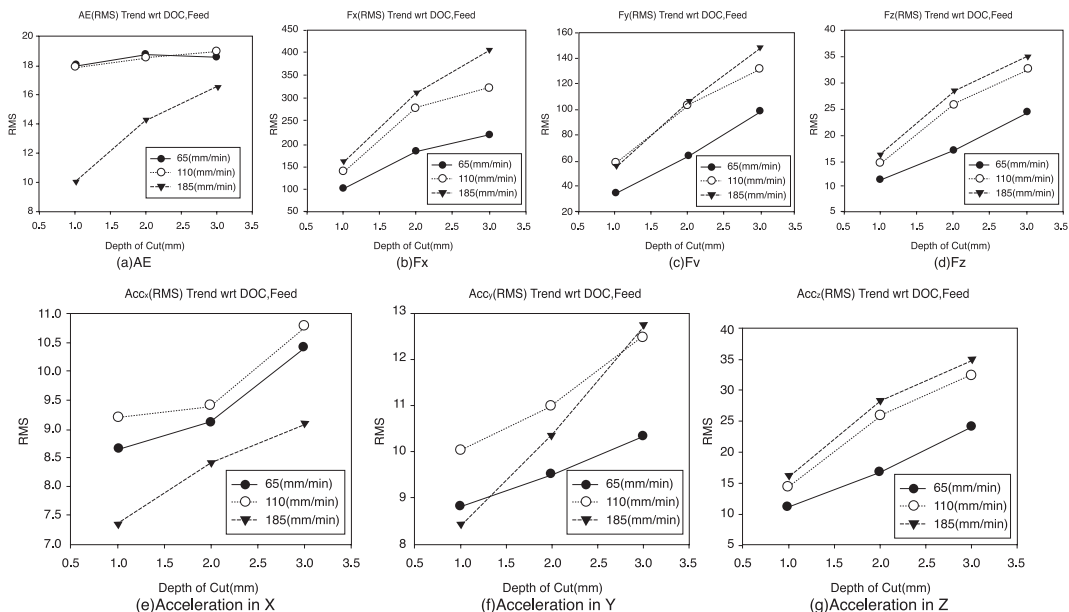 AE(RMS) Trend wrt DOC,Feed
20
18
16
14
12
10
8
RMS
65(mm/min)
110(mm/min)
185(mm/min)
0.5 1.0 1.5 2.0 2.5 3.0 3.5
Depth of Cut(mm)
(a)AE
Fx(RMS) Trend wrt DOC,Feed
450
400
350
300
250
200
150
100
50
RMS
65(mm/min)
110(mm/min)
185(mm/min)
0.5 1.0 1.5 2.0 2.5 3.0 3.5
Depth of Cut(mm)
(b)Fx
Fy(RMS) Trend wrt DOC,Feed
160
140
120
100
80
60
40
20
RMS
65(mm/min)
110(mm/min)
185(mm/min)
0.5 1.0 1.5 2.0 2.5 3.0 3.5
Depth of Cut(mm)
(c)Fv
Fz(RMS) Trend wrt DOC,Feed
40
35
30
25
20
15
10
5
RMS
65(mm/min)
110(mm/min)
185(mm/min)
0.5 1.0 1.5 2.0 2.5 3.0 3.5
Depth of Cut(mm)
(d)Fz
Accx(RMS) Trend wrt DOC,Feed
11.0
10.5
10.0
9.5
9.0
8.5
8.0
7.5
7.0
RMS
65(mm/min)
110(mm/min)
185(mm/min)
0.5 1.0 1.5 2.0 2.5 3.0 3.5
Depth of Cut(mm)
(e)Acceleration in X
Accy(RMS) Trend wrt DOC,Feed
13
12
11
10
9
8
RMS
65(mm/min)
110(mm/min)
185(mm/min)
0.5 1.0 1.5 2.0 2.5 3.0 3.5
Depth of Cut(mm)
(f)Acceleration in Y
Accz(RMS) Trend wrt DOC,Feed
40
35
30
25
20
15
10
5
RMS
65(mm/min)
110(mm/min)
185(mm/min)
0.5 1.0 1.5 2.0 2.5 3.0 3.5
Depth of Cut(mm)
(g)Acceleration in Z